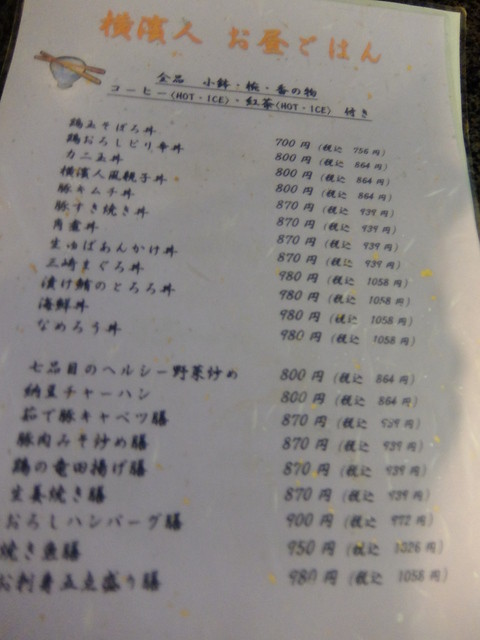 横濱人 お昼ごはん
全品 小鉢・椀・香の物
コーヒー(HOT・ICE)・紅茶(HOT・ICE) 付き
鶏玉そぼろ丼 700円(税込 756円)
鶏おろしピリ辛丼 800円(税込 864円)
カニ玉丼 800円(税込 864円)
横濱人風親子丼 800円(税込 864円)
豚キムチ丼 870円(税込 939円)
豚すき焼き丼 870円(税込 939円)
角煮丼 870円(税込 939円)
生ゆばあんかけ丼 870円(税込 939円)
三崎まぐろ丼 980円(税込 1058円)
漬け鮪のとろろ丼 980円(税込 1058円)
海鮮丼 980円(税込 1058円)
なめろう丼 980円(税込 1058円)
七品目のヘルシー野菜炒め 800円(税込 864円)
納豆チャーハン 800円(税込 864円)
茹で豚キャベツ膳 870円(税込 939円)
豚肉みそ炒め膳 870円(税込 939円)
鶏の竜田揚げ膳 870円(税込 939円)
生姜焼き膳 870円(税込 939円)
おろしハンバーグ膳 900円(税込 972円)
焼き魚膳 950円(税込 1026円)
お刺身五点盛り膳 980円(税込 1058円)